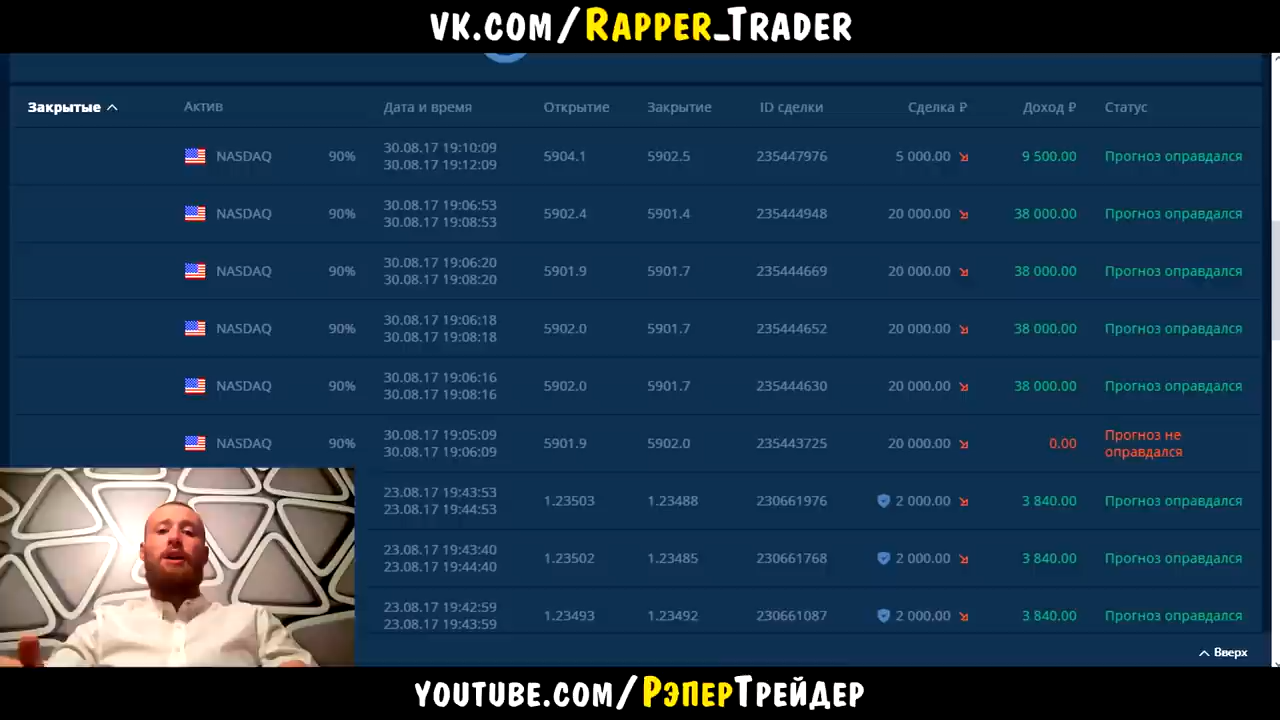 vk.com/Rapper_Trader
Закрытые Актив Дата и время Открытие Закрытие ID сделки Сделка ₽ Доход ₽ Статус
NASDAQ 90% 30.08.17 19:10:09 5904.1 5902.5 235447976 5 000.00 9 500.00 Прогноз оправдался
30.08.17 19:12:09
NASDAQ 90% 30.08.17 19:06:53 5902.4 5901.4 235444948 20 000.00 38 000.00 Прогноз оправдался
30.08.17 19:08:53
NASDAQ 90% 30.08.17 19:06:20 5901.9 5901.7 235444669 20 000.00 38 000.00 Прогноз оправдался
30.08.17 19:08:20
NASDAQ 90% 30.08.17 19:06:18 5902.0 5901.7 235444652 20 000.00 38 000.00 Прогноз оправдался
30.08.17 19:08:18
NASDAQ 90% 30.08.17 19:06:16 5902.0 5901.7 235444630 20 000.00 38 000.00 Прогноз оправдался
30.08.17 19:08:16
NASDAQ 90% 30.08.17 19:05:09 5901.9 5902.0 235443725 20 000.00 0.00 Прогноз не
30.08.17 19:06:09 оправдался
23.08.17 19:43:53 1.23503 1.23488 230661976 2 000.00 3 840.00 Прогноз оправдался
23.08.17 19:44:53
23.08.17 19:43:40 1.23502 1.23485 230661768 2 000.00 3 840.00 Прогноз оправдался
23.08.17 19:44:40
23.08.17 19:42:59 1.23493 1.23492 230661087 2 000.00 3 840.00 Прогноз оправдался
23.08.17 19:43:59
Вверх
youtube.com/РэперТрейдер